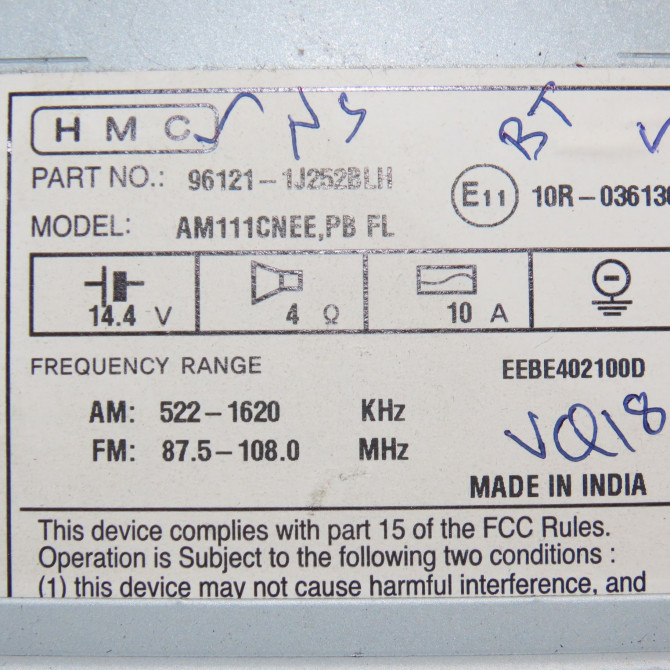 HMC
BT
PART NO.: 96121-1J252BLH
E11 10R-036130
MODEL: AM111CNEE,PB FL
14.4 V 4 Ω 10 A
FREQUENCY RANGE EEBE402100D
AM: 522-1620 KHz
FM: 87.5-108.0 MHz
VQ18
MADE IN INDIA
This device complies with part 15 of the FCC Rules.
Operation is Subject to the following two conditions :
(1) this device may not cause harmful interference, and